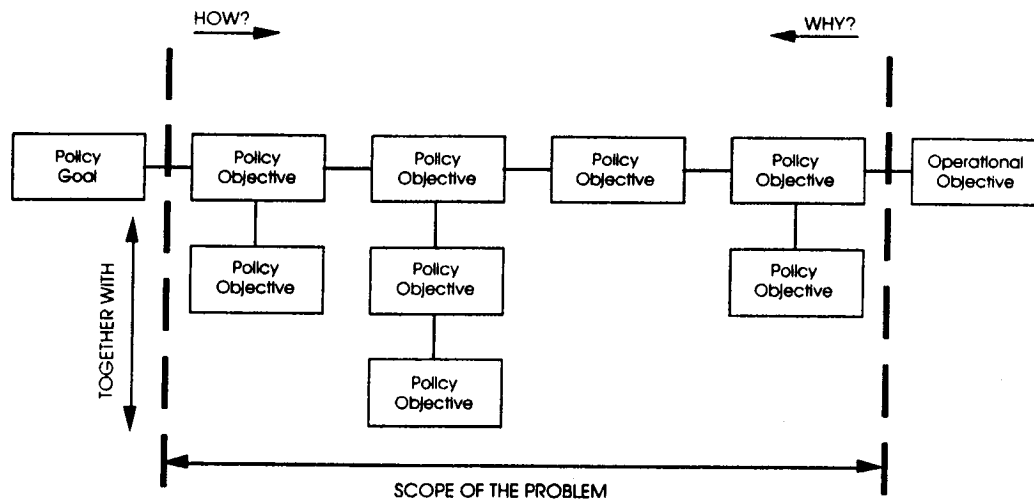 HOW?
WHY?
Policy
Goal
Policy
Objective
Policy
Objective
Policy
Objective
Policy
Objective
Operational
Objective
Policy
Objective
Policy
Objective
Policy
Objective
Policy
Objective
TOGETHER WITH
SCOPE OF THE PROBLEM